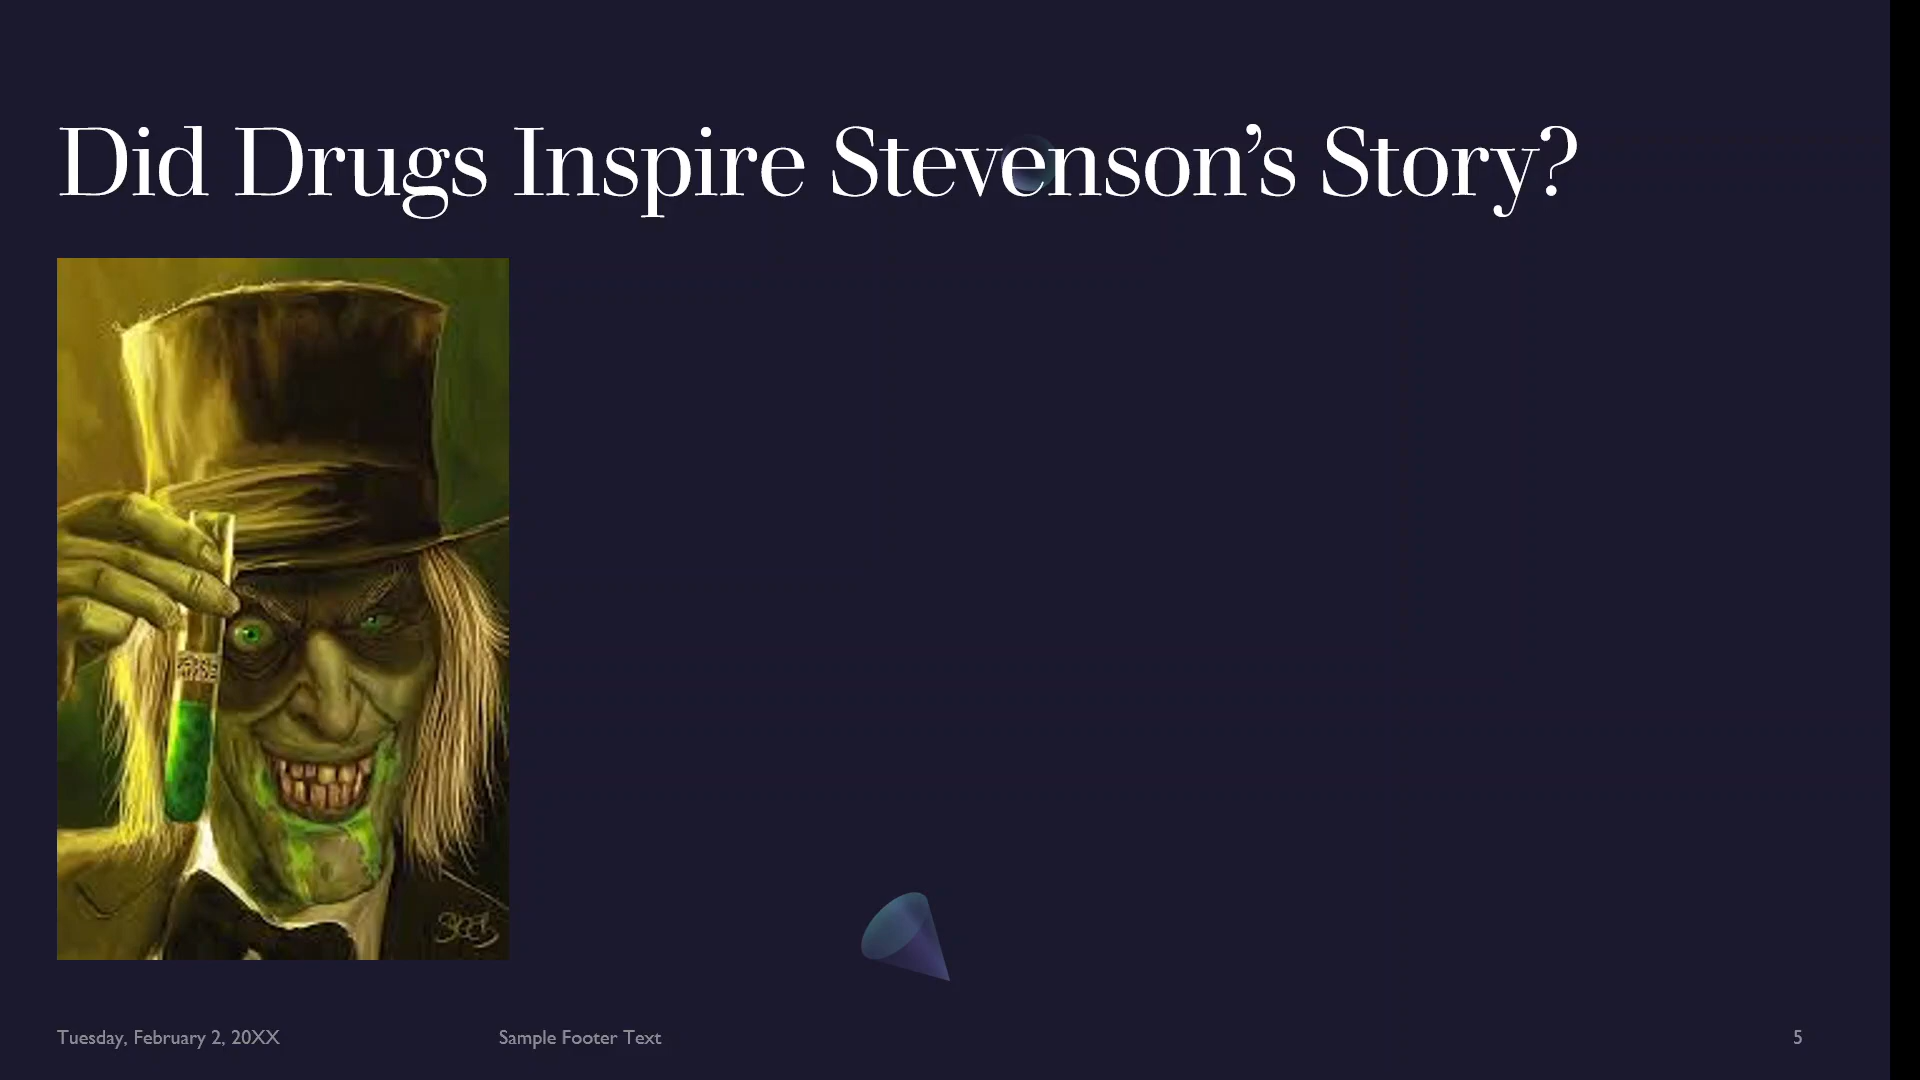 Did Drugs Inspire Stevenson’s Story?
Tuesday, February 2, 20XX
Sample Footer Text
5